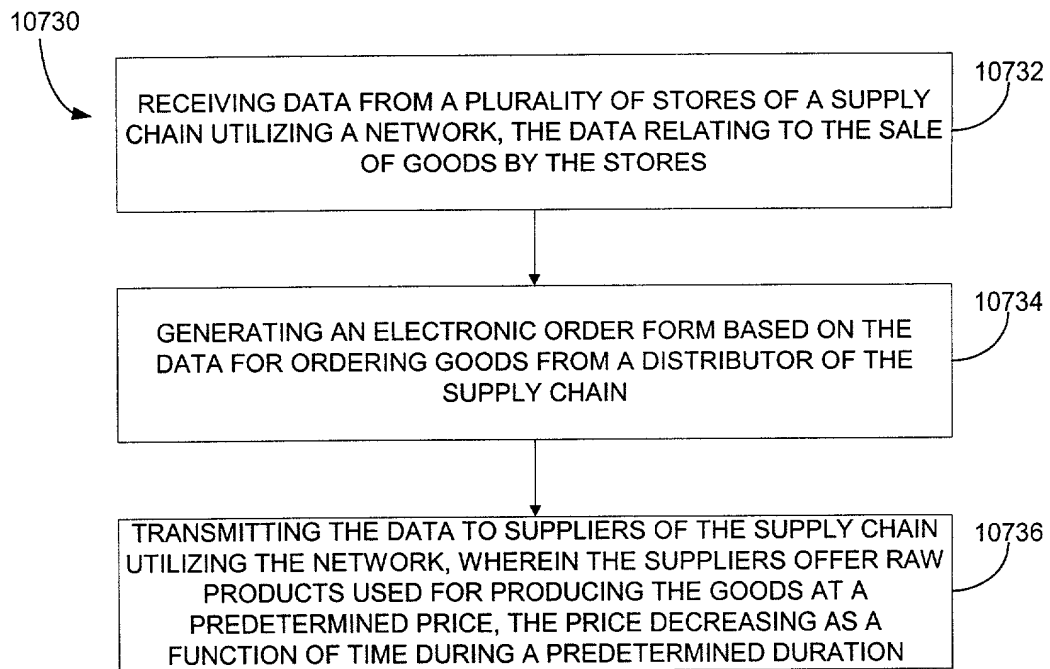 10730
10732
RECEIVING DATA FROM A PLURALITY OF STORES OF A SUPPLY
CHAIN UTILIZING A NETWORK, THE DATA RELATING TO THE SALE
OF GOODS BY THE STORES
10734
GENERATING AN ELECTRONIC ORDER FORM BASED ON THE
DATA FOR ORDERING GOODS FROM A DISTRIBUTOR OF THE
SUPPLY CHAIN
10736
TRANSMITTING THE DATA TO SUPPLIERS OF THE SUPPLY CHAIN
UTILIZING THE NETWORK, WHEREIN THE SUPPLIERS OFFER RAW
PRODUCTS USED FOR PRODUCING THE GOODS AT A
PREDETERMINED PRICE, THE PRICE DECREASING AS A
FUNCTION OF TIME DURING A PREDETERMINED DURATION